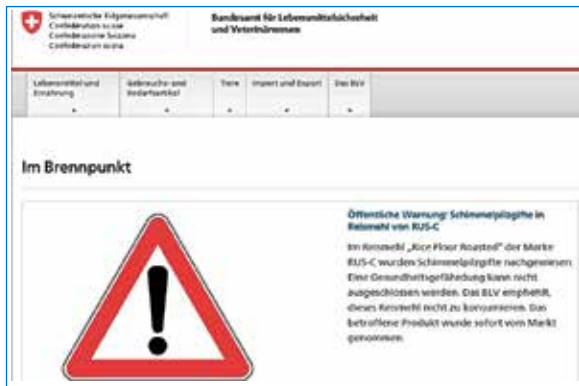 Schweizerische Eidgenossenschaft
Confédération suisse
Confederazione Svizzera
Confederaziun svizra
Bundesamt für Lebensmittelsicherheit
und Veterinärwesen
Lebensmittel und
Ernährung
Gebrauchs- und
Bedarfsartikel
Tiere
Import und Export
Das BLV
Im Brennpunkt
Öffentliche Warnung: Schimmelpilzgifte in
Reismehl von RUS-C
Im Reismehl „Rice Flour Roasted" der Marke
RUS-C wurden Schimmelpilzgifte nachgewiesen.
Eine Gesundheitsgefährdung kann nicht
ausgeschlossen werden. Das BLV empfiehlt,
dieses Reismehl nicht zu konsumieren. Das
betroffene Produkt wurde sofort vom Markt
genommen.